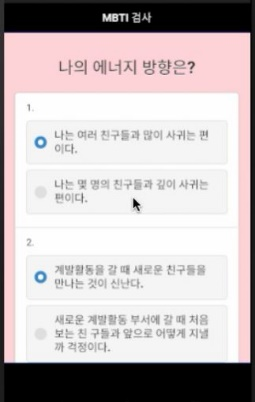 MBTI 검사
나의 에너지 방향은?
1.
나는 여러 친구들과 많이 사귀는 편
이다.
나는 몇 명의 친구들과 깊이 사귀는
편이다.
2.
계발활동을 갈 때 새로운 친구들을
만나는 것이 신난다.
새로운 계발활동 부서에 갈 때 처음
보는 친 구들과 앞으로 어떻게 지낼
까 걱정이다.